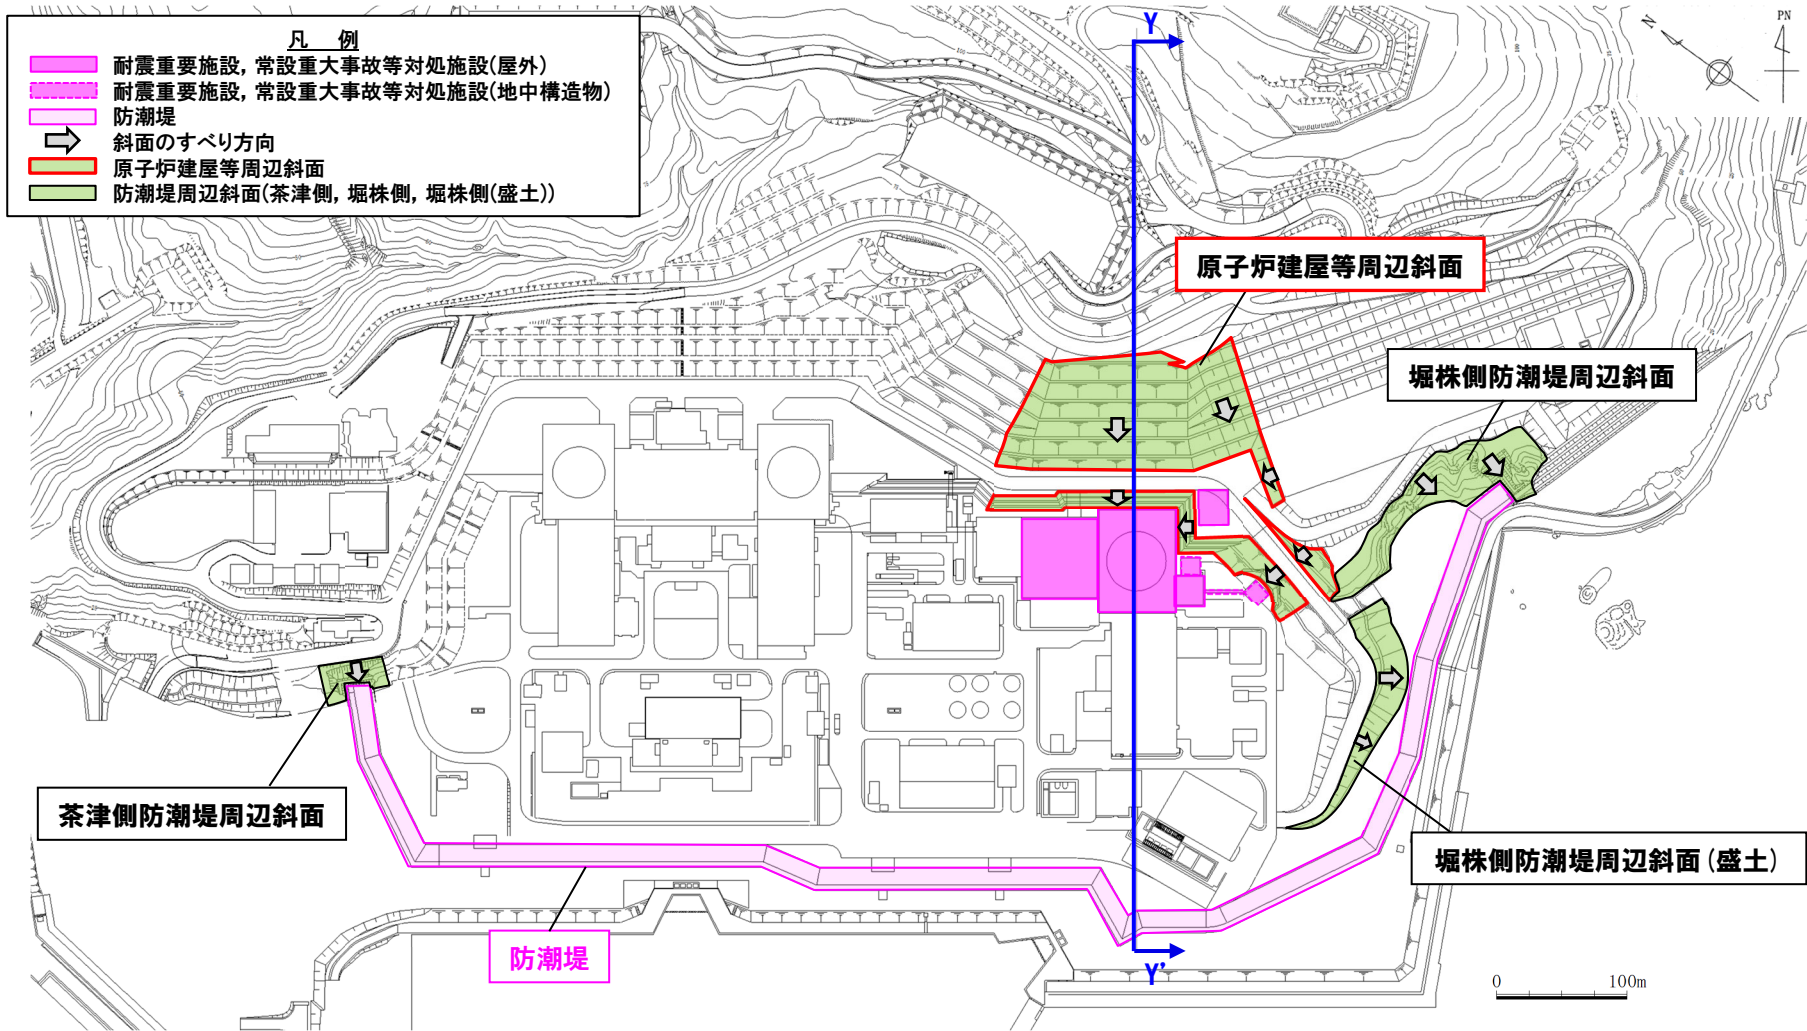 凡　例
耐震重要施設, 常設重大事故等対処施設(屋外)
耐震重要施設, 常設重大事故等対処施設(地中構造物)
防潮堤
斜面のすべり方向
原子炉建屋等周辺斜面
防潮堤周辺斜面(茶津側, 堀株側, 堀株側(盛土))
Y
N
PN
原子炉建屋等周辺斜面
堀株側防潮堤周辺斜面
茶津側防潮堤周辺斜面
堀株側防潮堤周辺斜面(盛土)
防潮堤
Y'
0 100m